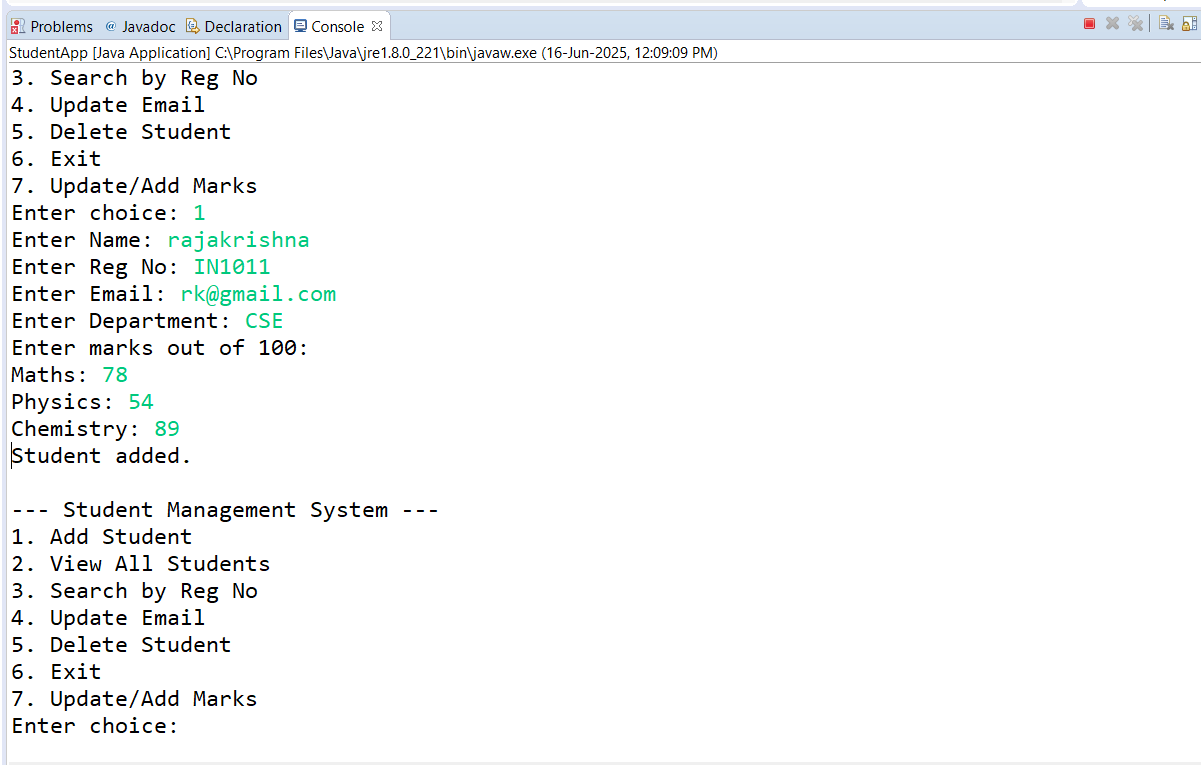 Problems @ Javadoc Declaration Console
StudentApp [Java Application] C:\Program Files\Java\jre1.8.0_221\bin\javaw.exe (16-Jun-2025, 12:09:09 PM)
3. Search by Reg No
4. Update Email
5. Delete Student
6. Exit
7. Update/Add Marks
Enter choice: 1
Enter Name: rajakrishna
Enter Reg No: IN1011
Enter Email: rk@gmail.com
Enter Department: CSE
Enter marks out of 100:
Maths: 78
Physics: 54
Chemistry: 89
Student added.

--- Student Management System ---
1. Add Student
2. View All Students
3. Search by Reg No
4. Update Email
5. Delete Student
6. Exit
7. Update/Add Marks
Enter choice: